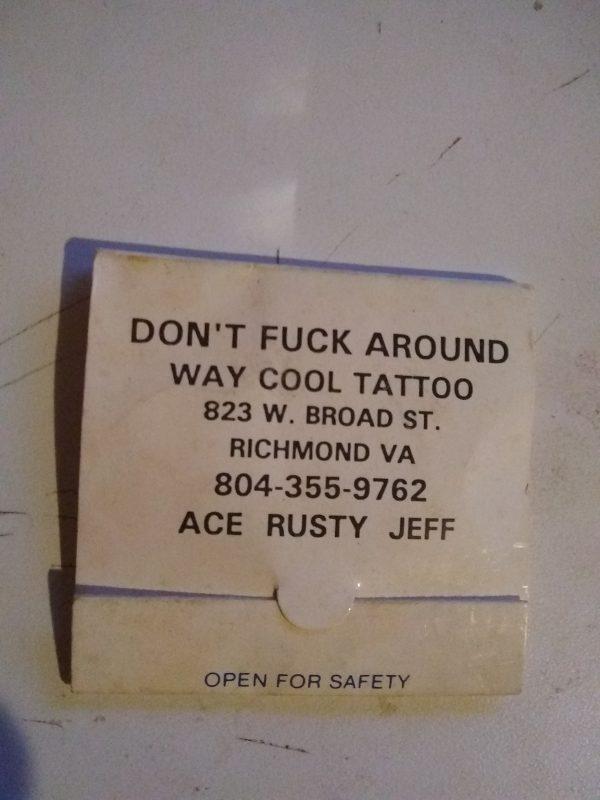 DON'T FUCK AROUND
WAY COOL TATTOO
823 W. BROAD ST.
RICHMOND VA
804-355-9762
ACE RUSTY JEFF
OPEN FOR SAFETY